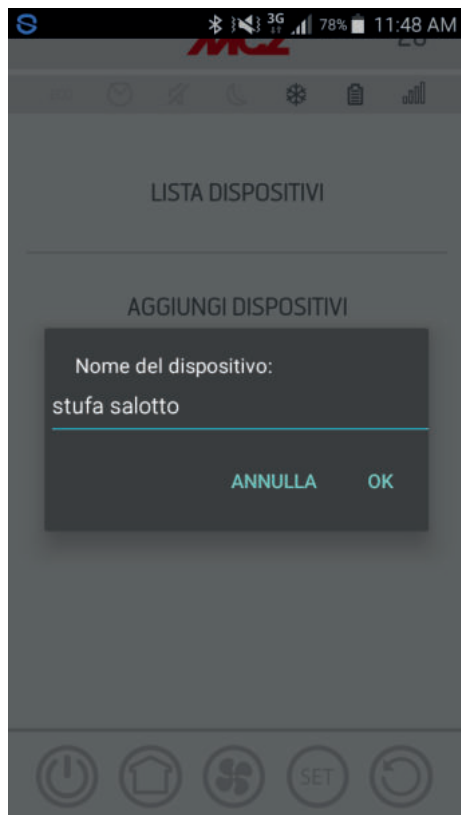 3G 78% 11:48 AM
MCZ
LISTA DISPOSITIVI
AGGIUNGI DISPOSITIVI
Nome del dispositivo:
stufa salotto
ANNULLA OK
SET